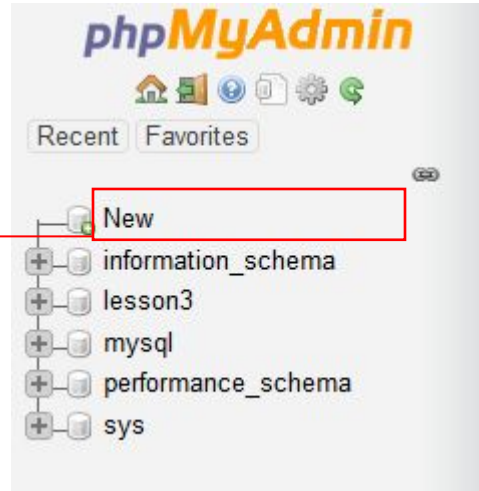 phpMyAdmin
Recent Favorites
New
information_schema
lesson3
mysql
performance_schema
sys